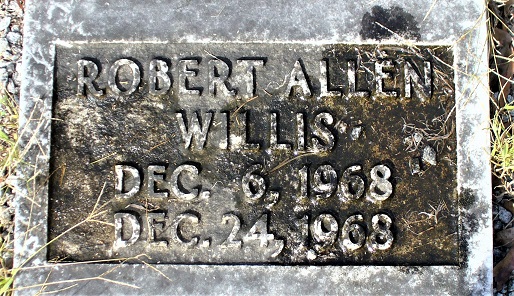 ROBERT ALLEN
WILLIS
DEC. 6, 1968
DEC. 24, 1968